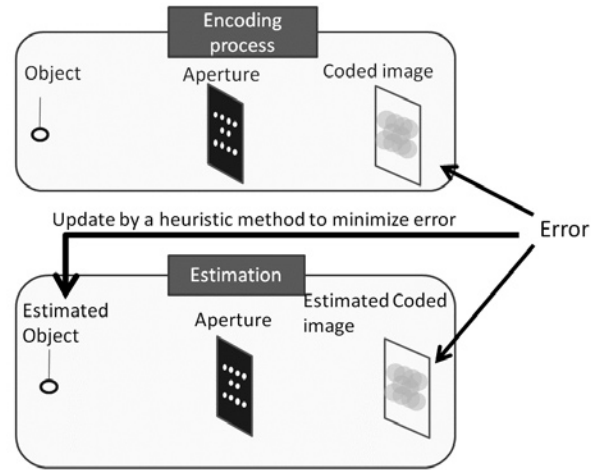 Encoding
process
Object
Aperture
Coded image
Update by a heuristic method to minimize error
Error
Estimation
Estimated
Object
Aperture
Estimated Coded
image